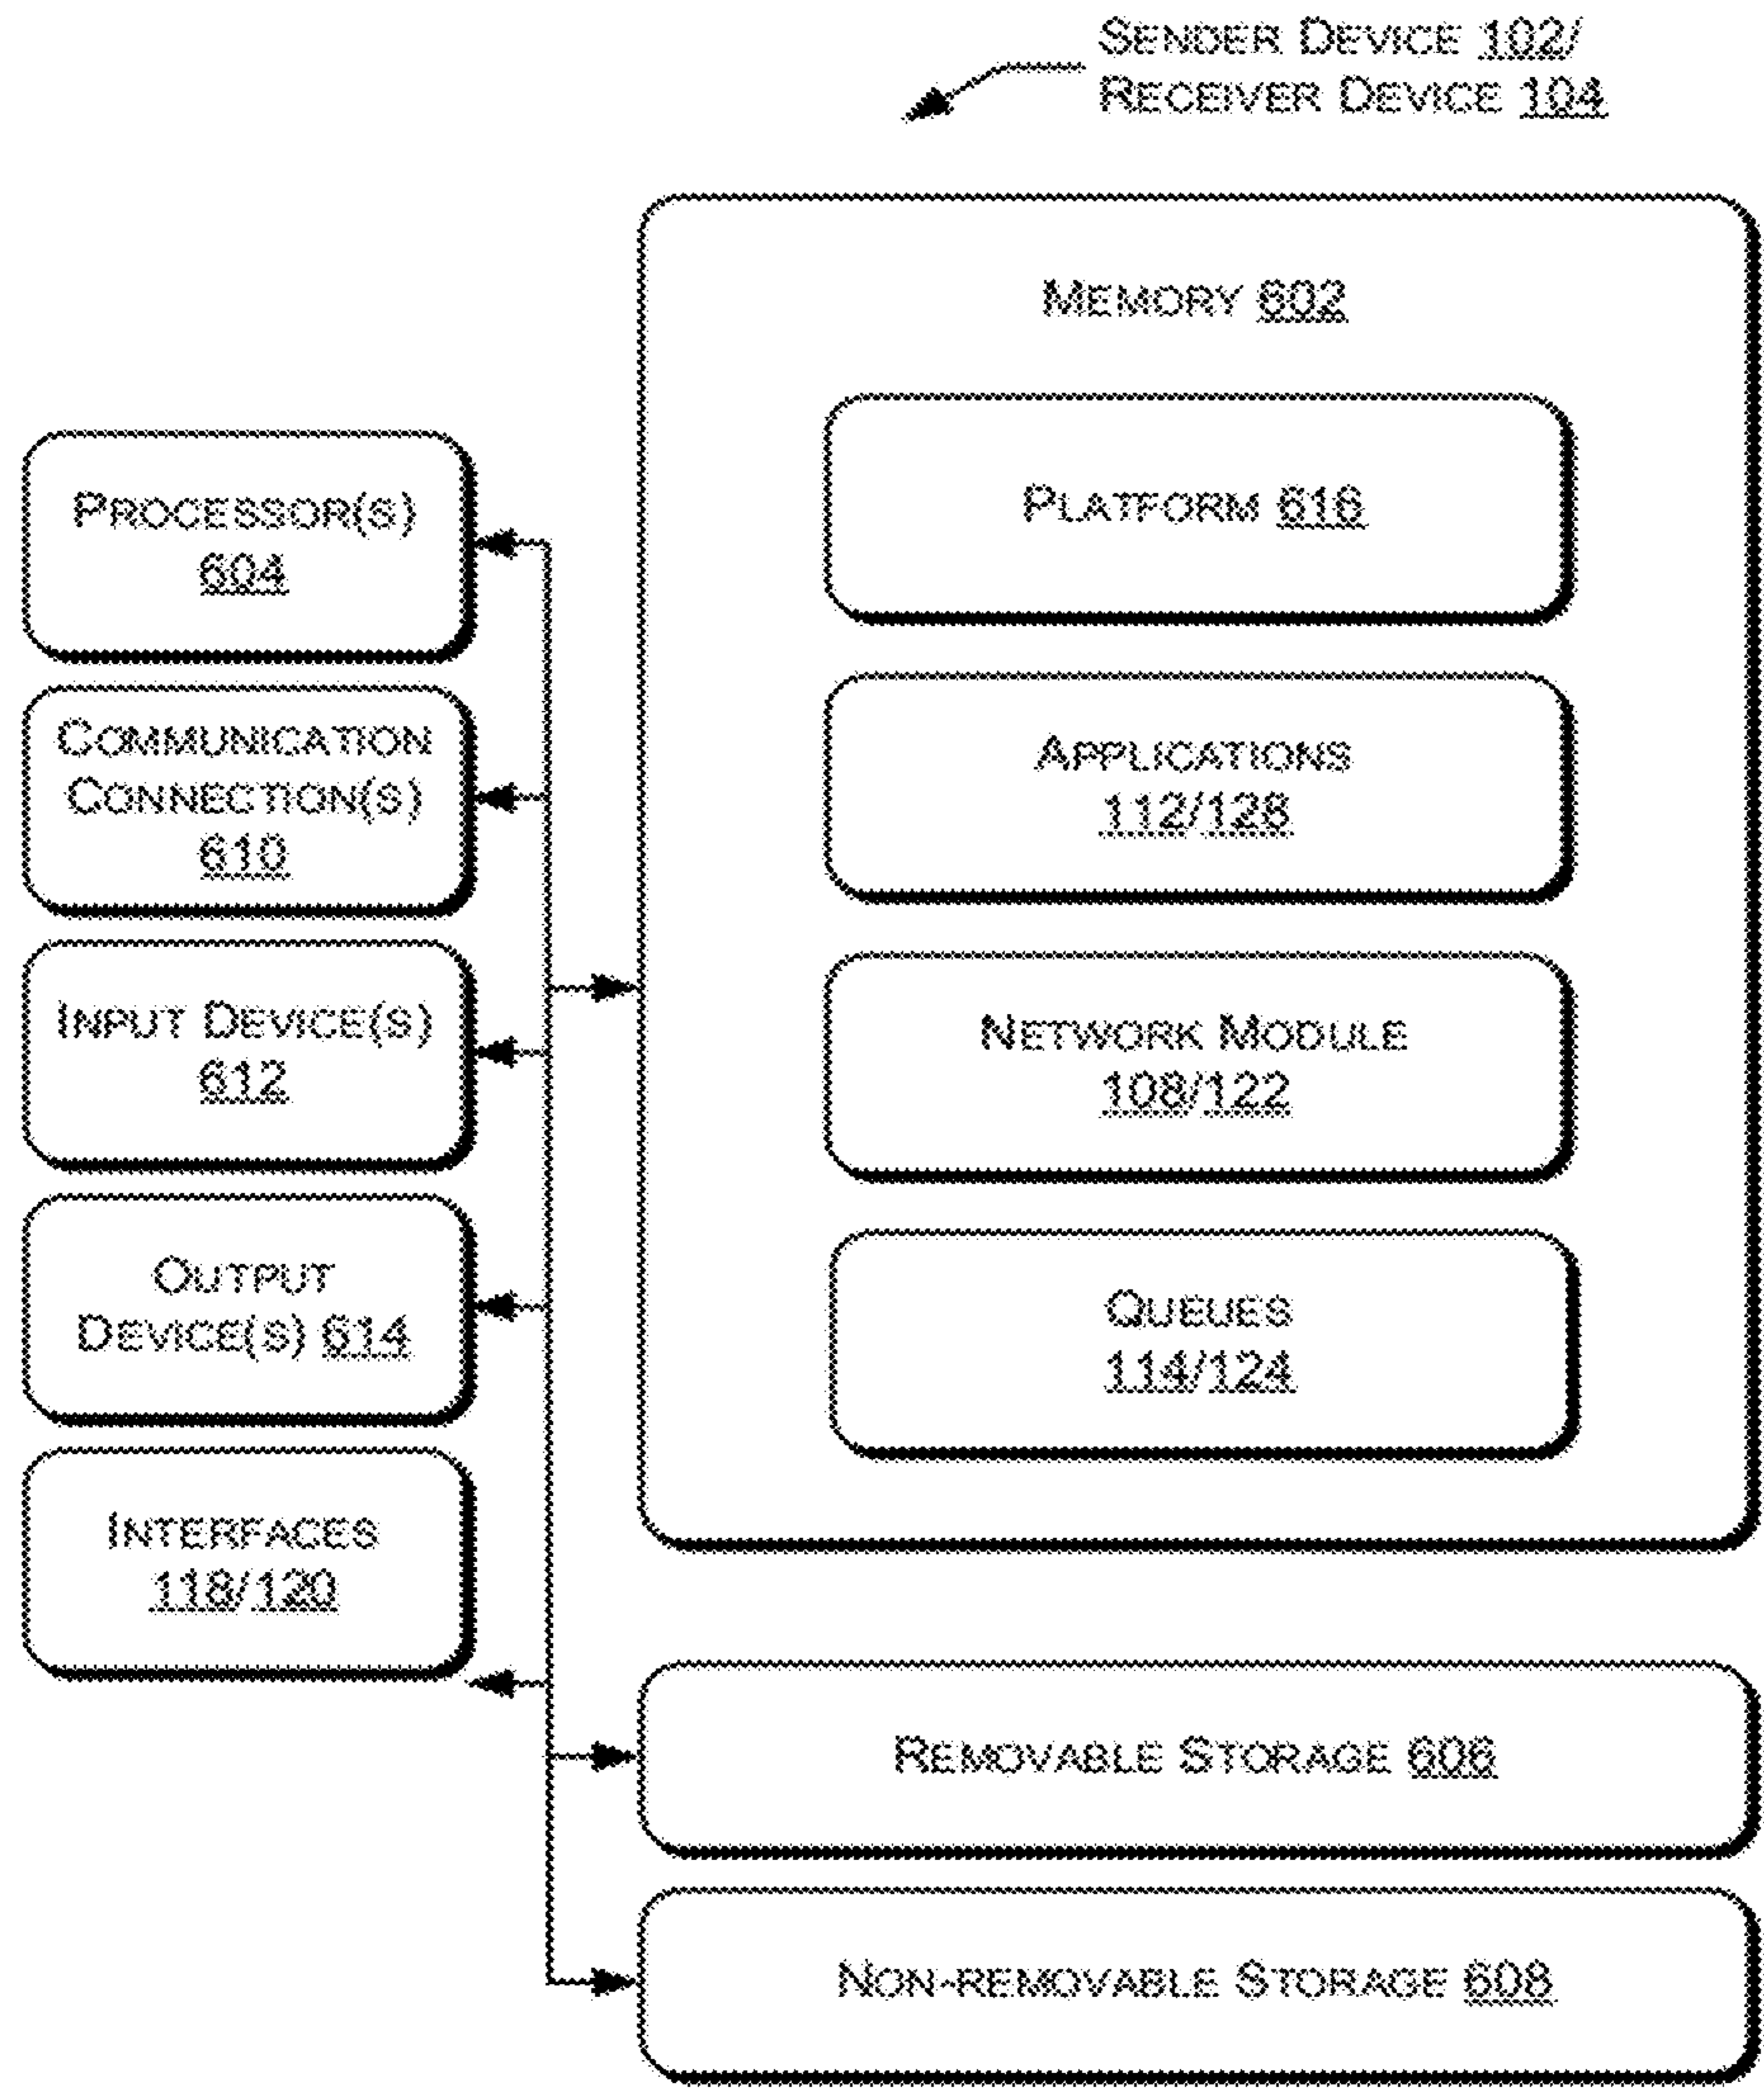 SENDER DEVICE 102/
RECEIVER DEVICE 104
MEMORY 602
PLATFORM 616
APPLICATIONS
112/128
NETWORK MODULE
108/122
QUEUES
114/124
PROCESSOR(S)
604
COMMUNICATION
CONNECTION(S)
610
INPUT DEVICE(S)
612
OUTPUT
DEVICE(S) 614
INTERFACES
118/120
REMOVABLE STORAGE 606
NON-REMOVABLE STORAGE 608